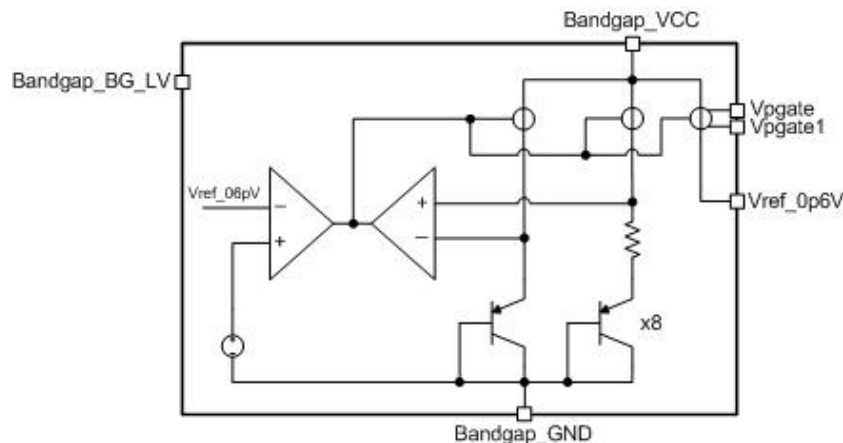 Bandgap_VCC
Bandgap_BG_LV
Vpgate
Vpgate1
Vref_06pV
Vref_0p6V
−
+
+
−
x8
Bandgap_GND